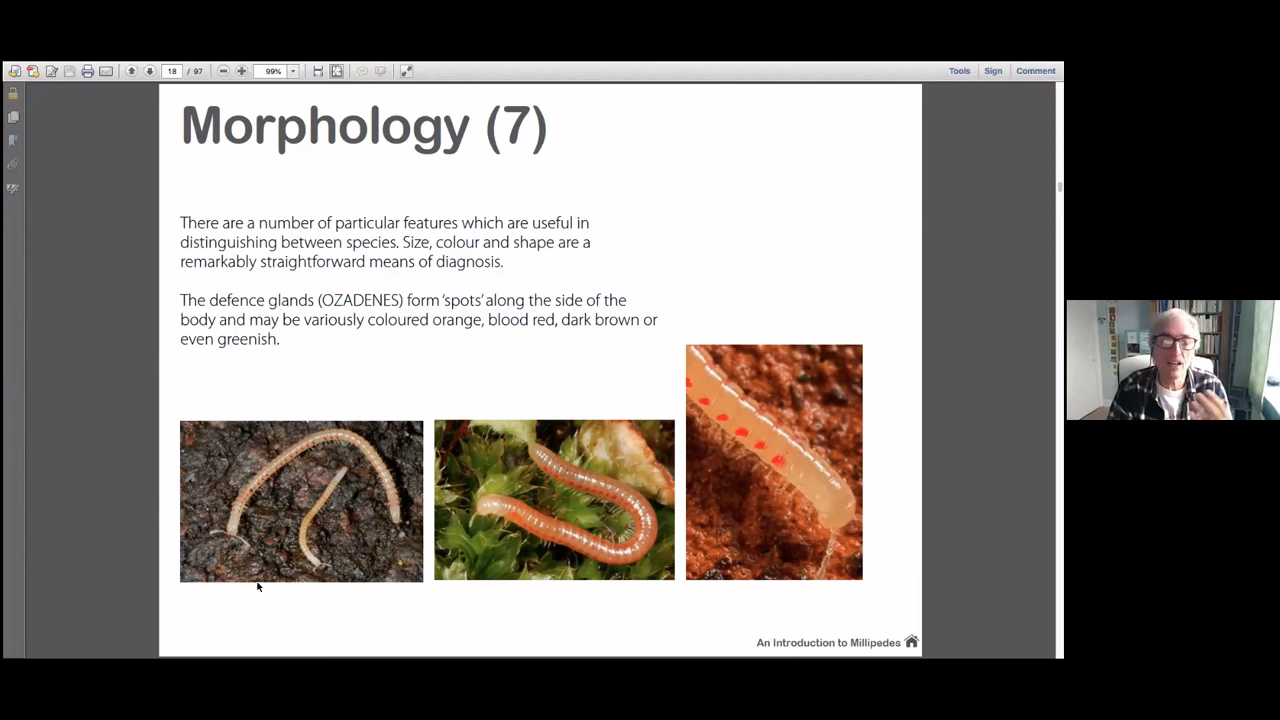 18 / 97
99%
Tools
Sign
Comment
Morphology (7)
There are a number of particular features which are useful in
distinguishing between species. Size, colour and shape are a
remarkably straightforward means of diagnosis.
The defence glands (OZADENES) form ‘spots’ along the side of the
body and may be variously coloured orange, blood red, dark brown or
even greenish.
An Introduction to Millipedes